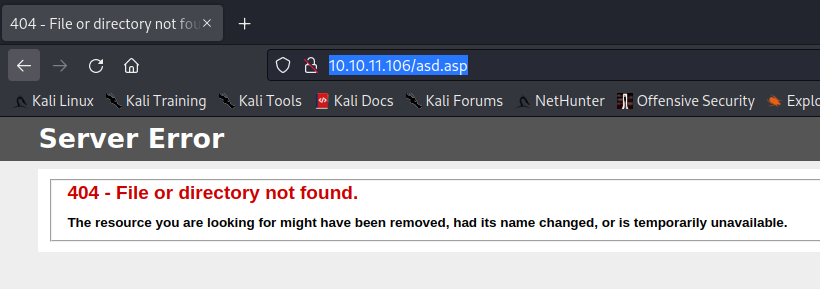 404 - File or directory not fou
10.10.11.106/asd.asp
Kali Linux Kali Training Kali Tools Kali Docs Kali Forums NetHunter Offensive Security Explo
Server Error
404 - File or directory not found.
The resource you are looking for might have been removed, had its name changed, or is temporarily unavailable.